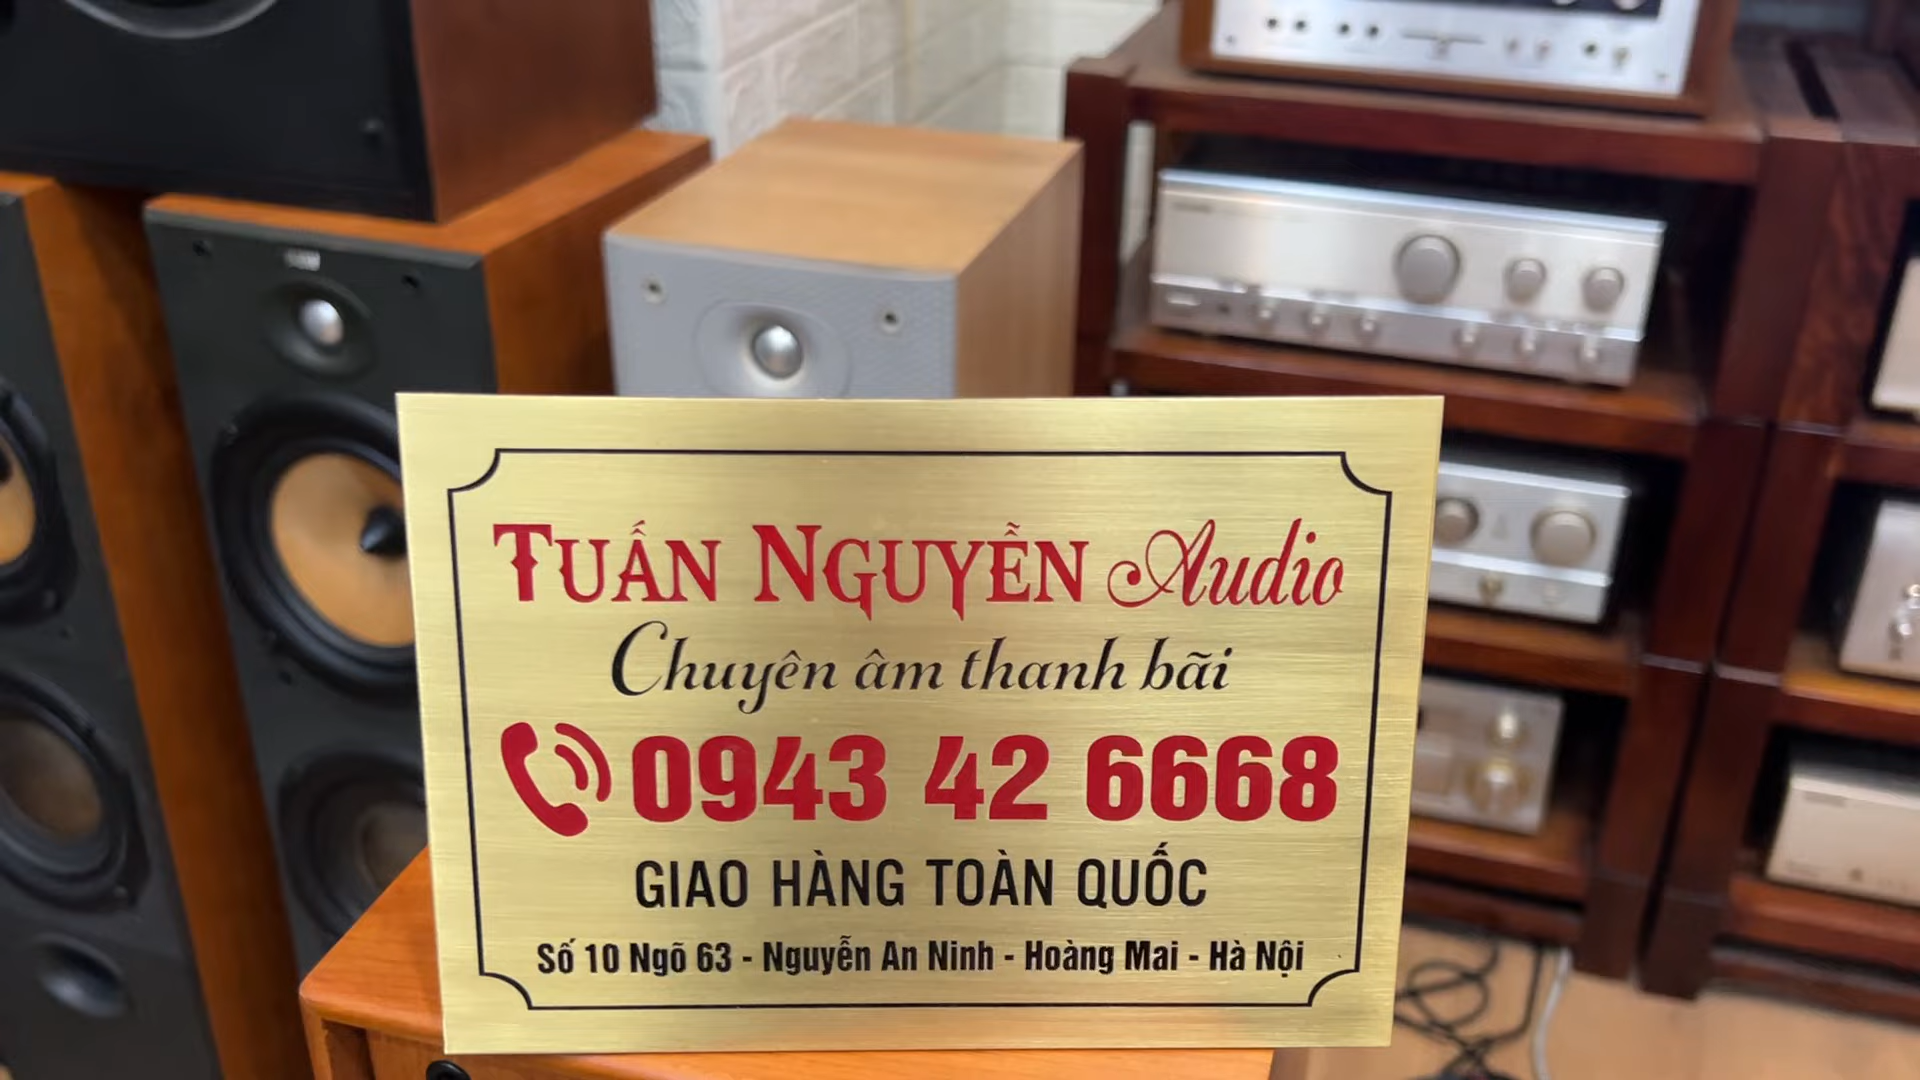 TUẤN NGUYỄN Audio
Chuyên âm thanh bãi
0943 42 6668
GIAO HÀNG TOÀN QUỐC
Số 10 Ngõ 63 - Nguyễn An Ninh - Hoàng Mai - Hà Nội